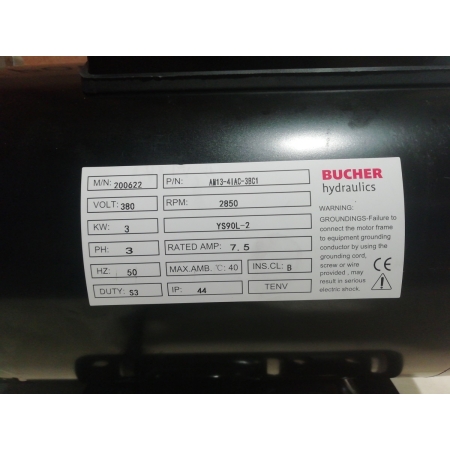 M/N: 200622
P/N: AM13-41AC-3BC1
VOLT: 380
RPM: 2850
KW: 3
YS90L-2
PH: 3
RATED AMP: 7.5
HZ: 50
MAX.AMB. ℃: 40
INS.CL: B
DUTY: S3
IP: 44
TENV
BUCHER
hydraulics
WARNING:
GROUNDINGS-Failure to
connect the motor frame
to equipment grounding
conductor by using the
grounding cord,
screw or wire
provided , may
result in serious
electric shock.
CE